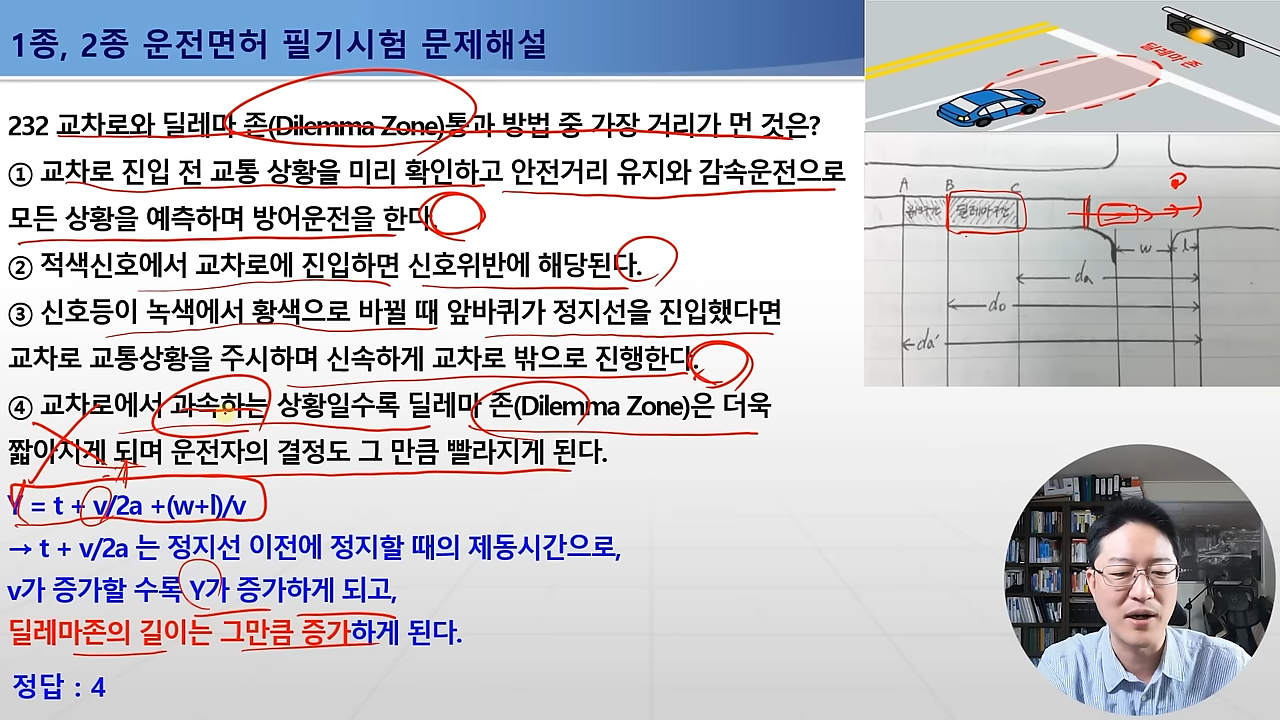 1종, 2종 운전면허 필기시험 문제해설
232 교차로와 딜레마 존(Dilemma Zone)통과 방법 중 가장 거리가 먼 것은?
① 교차로 진입 전 교통 상황을 미리 확인하고 안전거리 유지와 감속운전으로
모든 상황을 예측하며 방어운전을 한다.
② 적색신호에서 교차로에 진입하면 신호위반에 해당된다.
③ 신호등이 녹색에서 황색으로 바뀔 때 앞바퀴가 정지선을 진입했다면
교차로 교통상황을 주시하며 신속하게 교차로 밖으로 진행한다.
④ 교차로에서 과속하는 상황일수록 딜레마 존(Dilemma Zone)은 더욱
짧아지게 되며 운전자의 결정도 그 만큼 빨라지게 된다.
Y = t + v/2a +(w+l)/v
→ t + v/2a 는 정지선 이전에 정지할 때의 제동시간으로,
v가 증가할 수록 Y가 증가하게 되고,
딜레마존의 길이는 그만큼 증가하게 된다.
정답 : 4
딜레마 존
A B C
딜레마구간
w l
da
do
da'